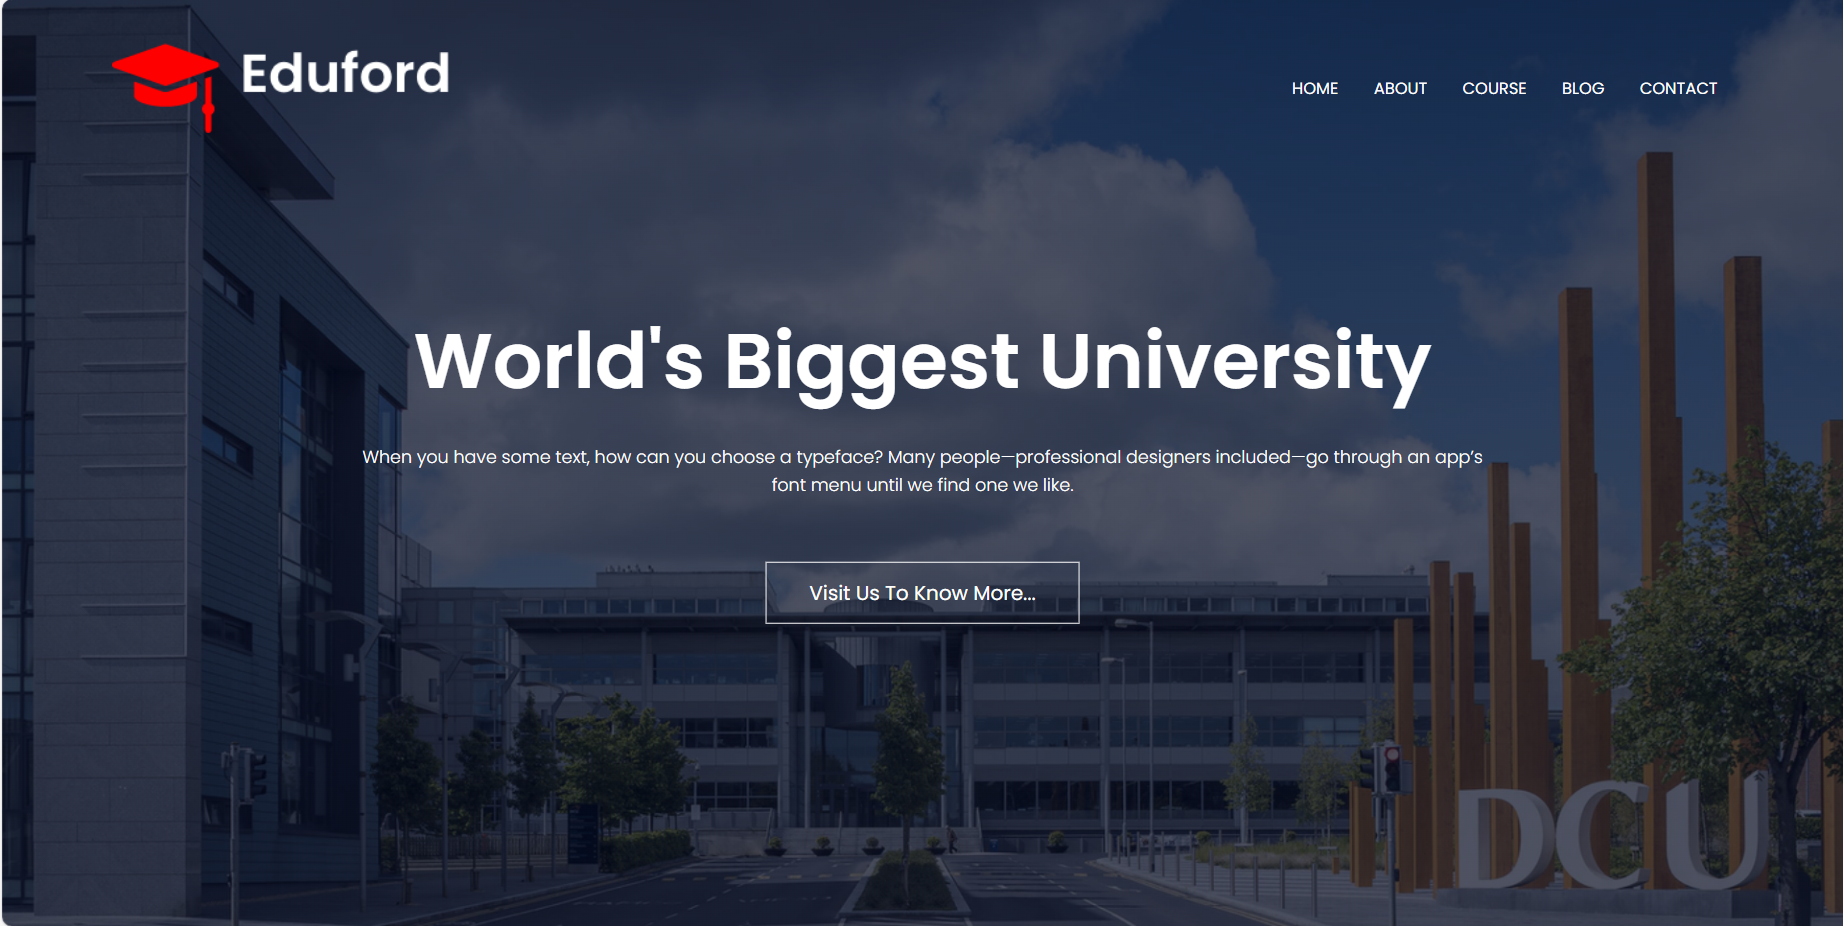 Eduford
HOME ABOUT COURSE BLOG CONTACT
World's Biggest University
When you have some text, how can you choose a typeface? Many people—professional designers included—go through an app’s
font menu until we find one we like.
Visit Us To Know More...
DCU